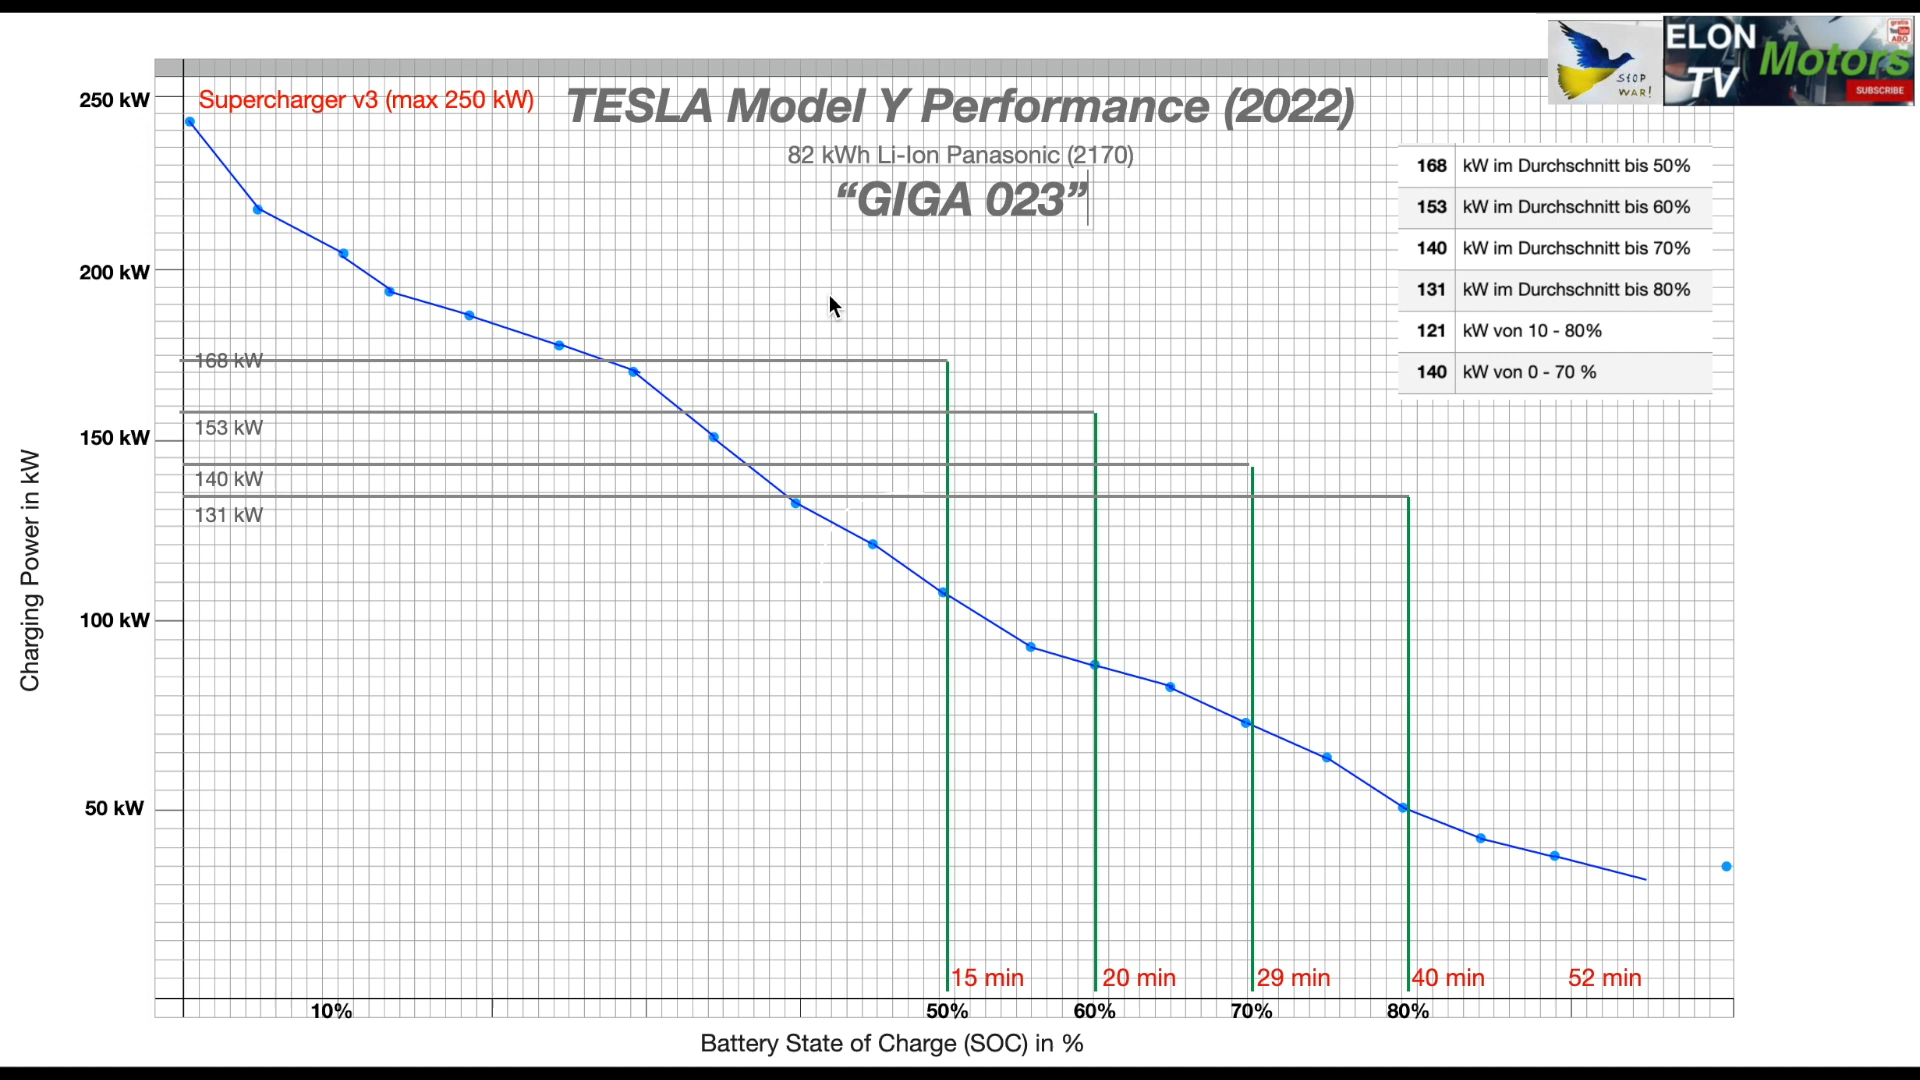 ELON
TV
Motors
gratis
ABO
SUBSCRIBE
STOP
WAR!
Supercharger v3 (max 250 kW)
TESLA Model Y Performance (2022)
82 kWh Li-Ion Panasonic (2170)
“GIGA 023”
168 kW im Durchschnitt bis 50%
153 kW im Durchschnitt bis 60%
140 kW im Durchschnitt bis 70%
131 kW im Durchschnitt bis 80%
121 kW von 10 - 80%
140 kW von 0 - 70 %
250 kW
200 kW
150 kW
100 kW
50 kW
168 kW
153 kW
140 kW
131 kW
Charging Power in kW
15 min
20 min
29 min
40 min
52 min
10%
50%
60%
70%
80%
Battery State of Charge (SOC) in %